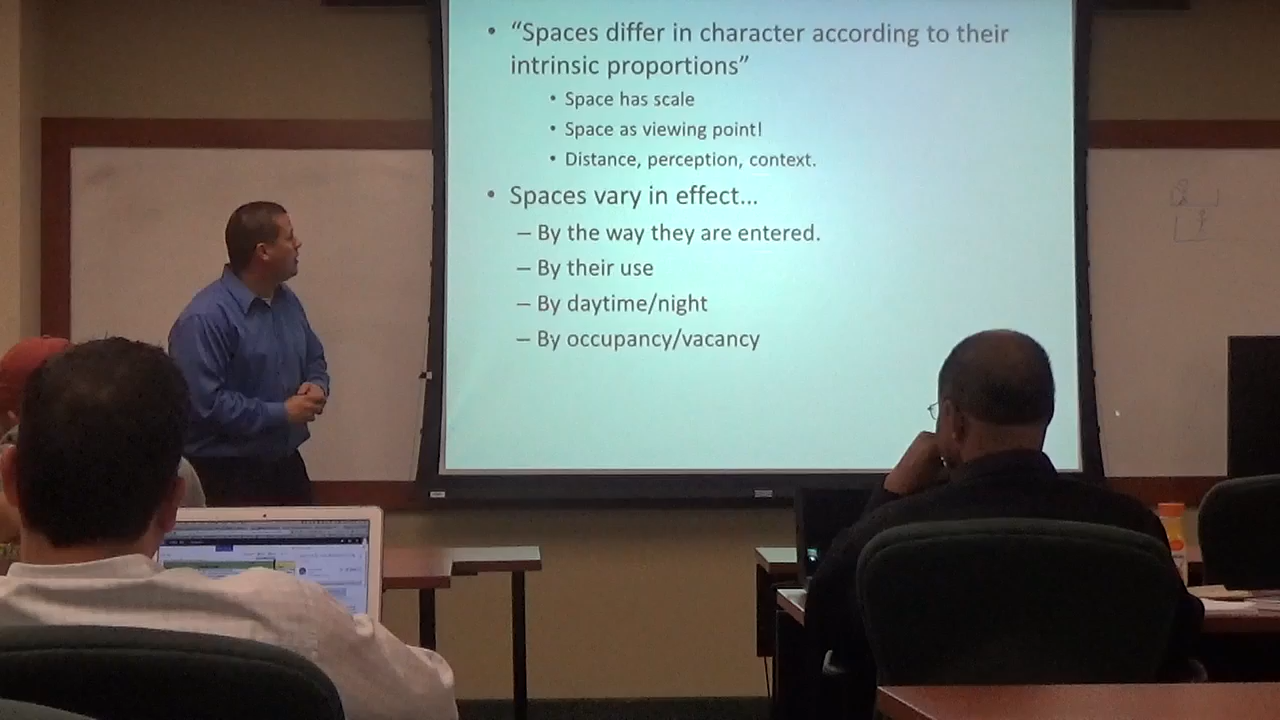 • “Spaces differ in character according to their
intrinsic proportions”
• Space has scale
• Space as viewing point!
• Distance, perception, context.
• Spaces vary in effect...
– By the way they are entered.
– By their use
– By daytime/night
– By occupancy/vacancy